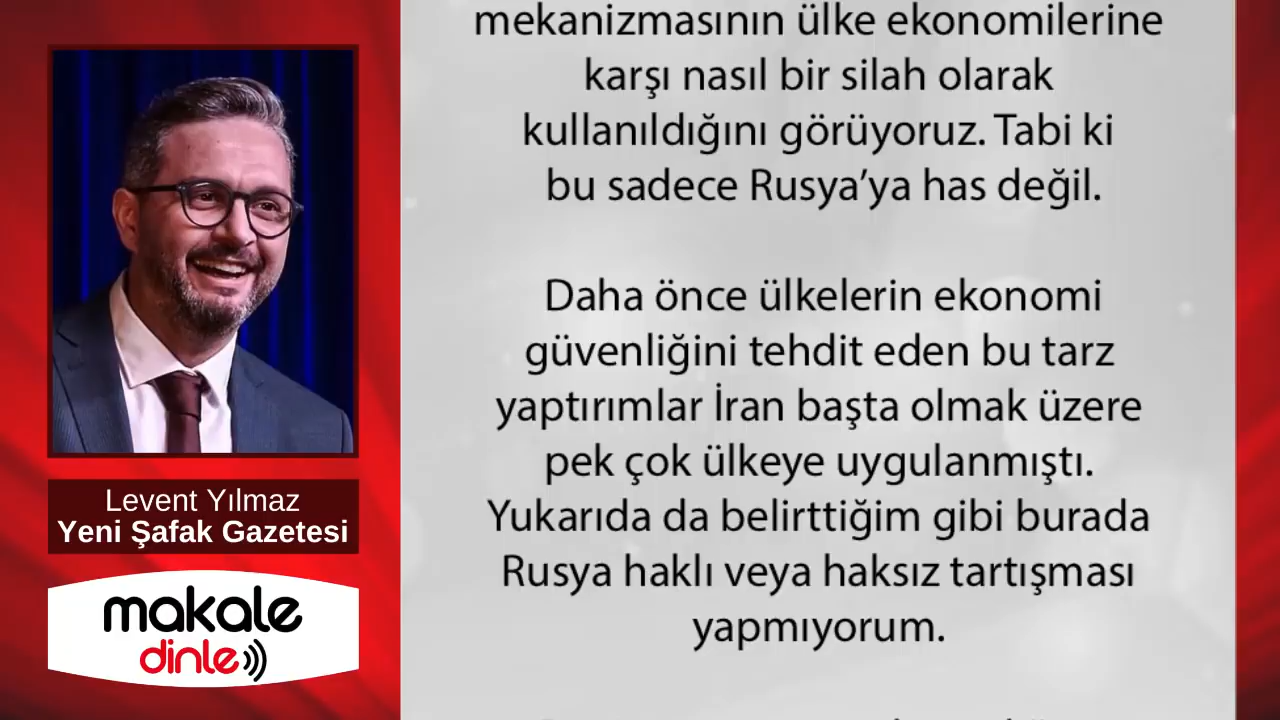 mekanizmasının ülke ekonomilerine
karşı nasıl bir silah olarak
kullanıldığını görüyoruz. Tabi ki
bu sadece Rusya’ya has değil.
Daha önce ülkelerin ekonomi
güvenliğini tehdit eden bu tarz
yaptırımlar İran başta olmak üzere
pek çok ülkeye uygulanmıştı.
Yukarıda da belirttiğim gibi burada
Rusya haklı veya haksız tartışması
yapmıyorum.
Levent Yılmaz
Yeni Şafak Gazetesi
makale
dinle